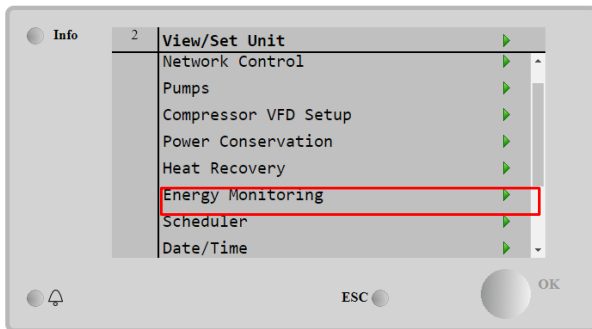 Info
2 View/Set Unit
Network Control
Pumps
Compressor VFD Setup
Power Conservation
Heat Recovery
Energy Monitoring
Scheduler
Date/Time
ESC
OK